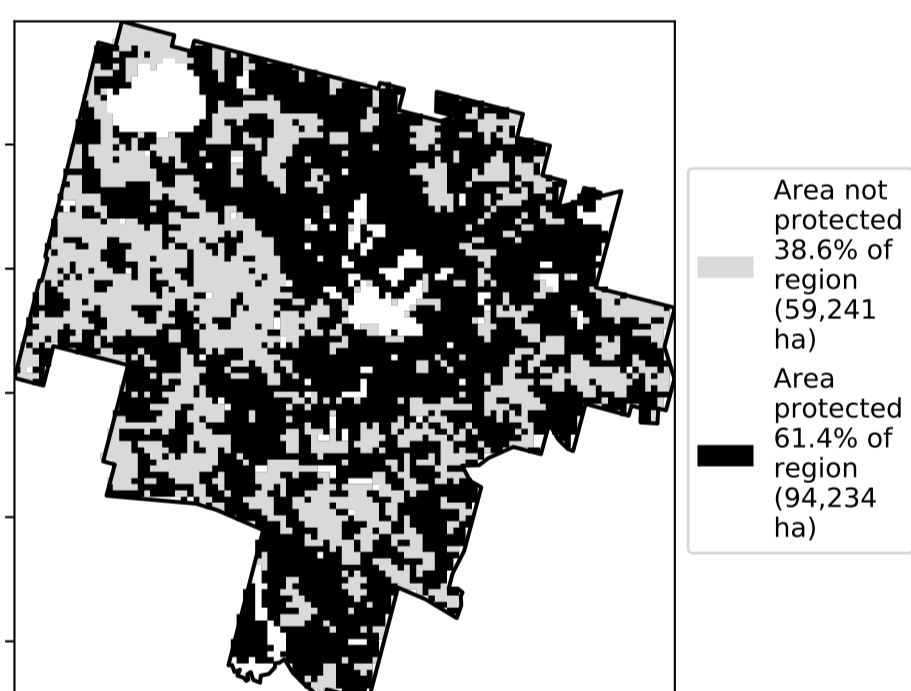 Area not
protected
38.6% of
region
(59,241
ha)
Area
protected
61.4% of
region
(94,234
ha)